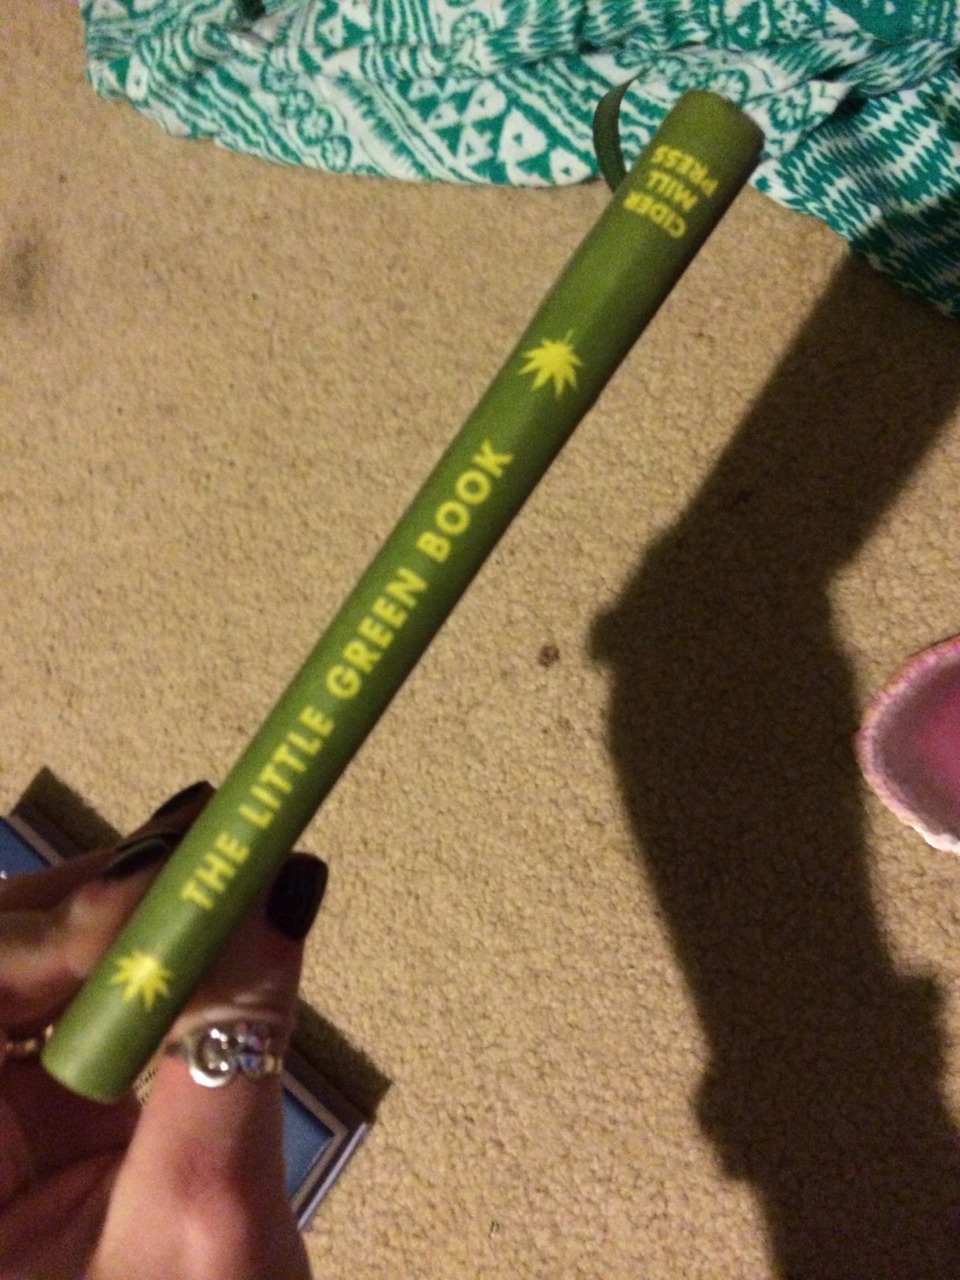 THE LITTLE GREEN BOOK
CIDER
MILL
PRESS